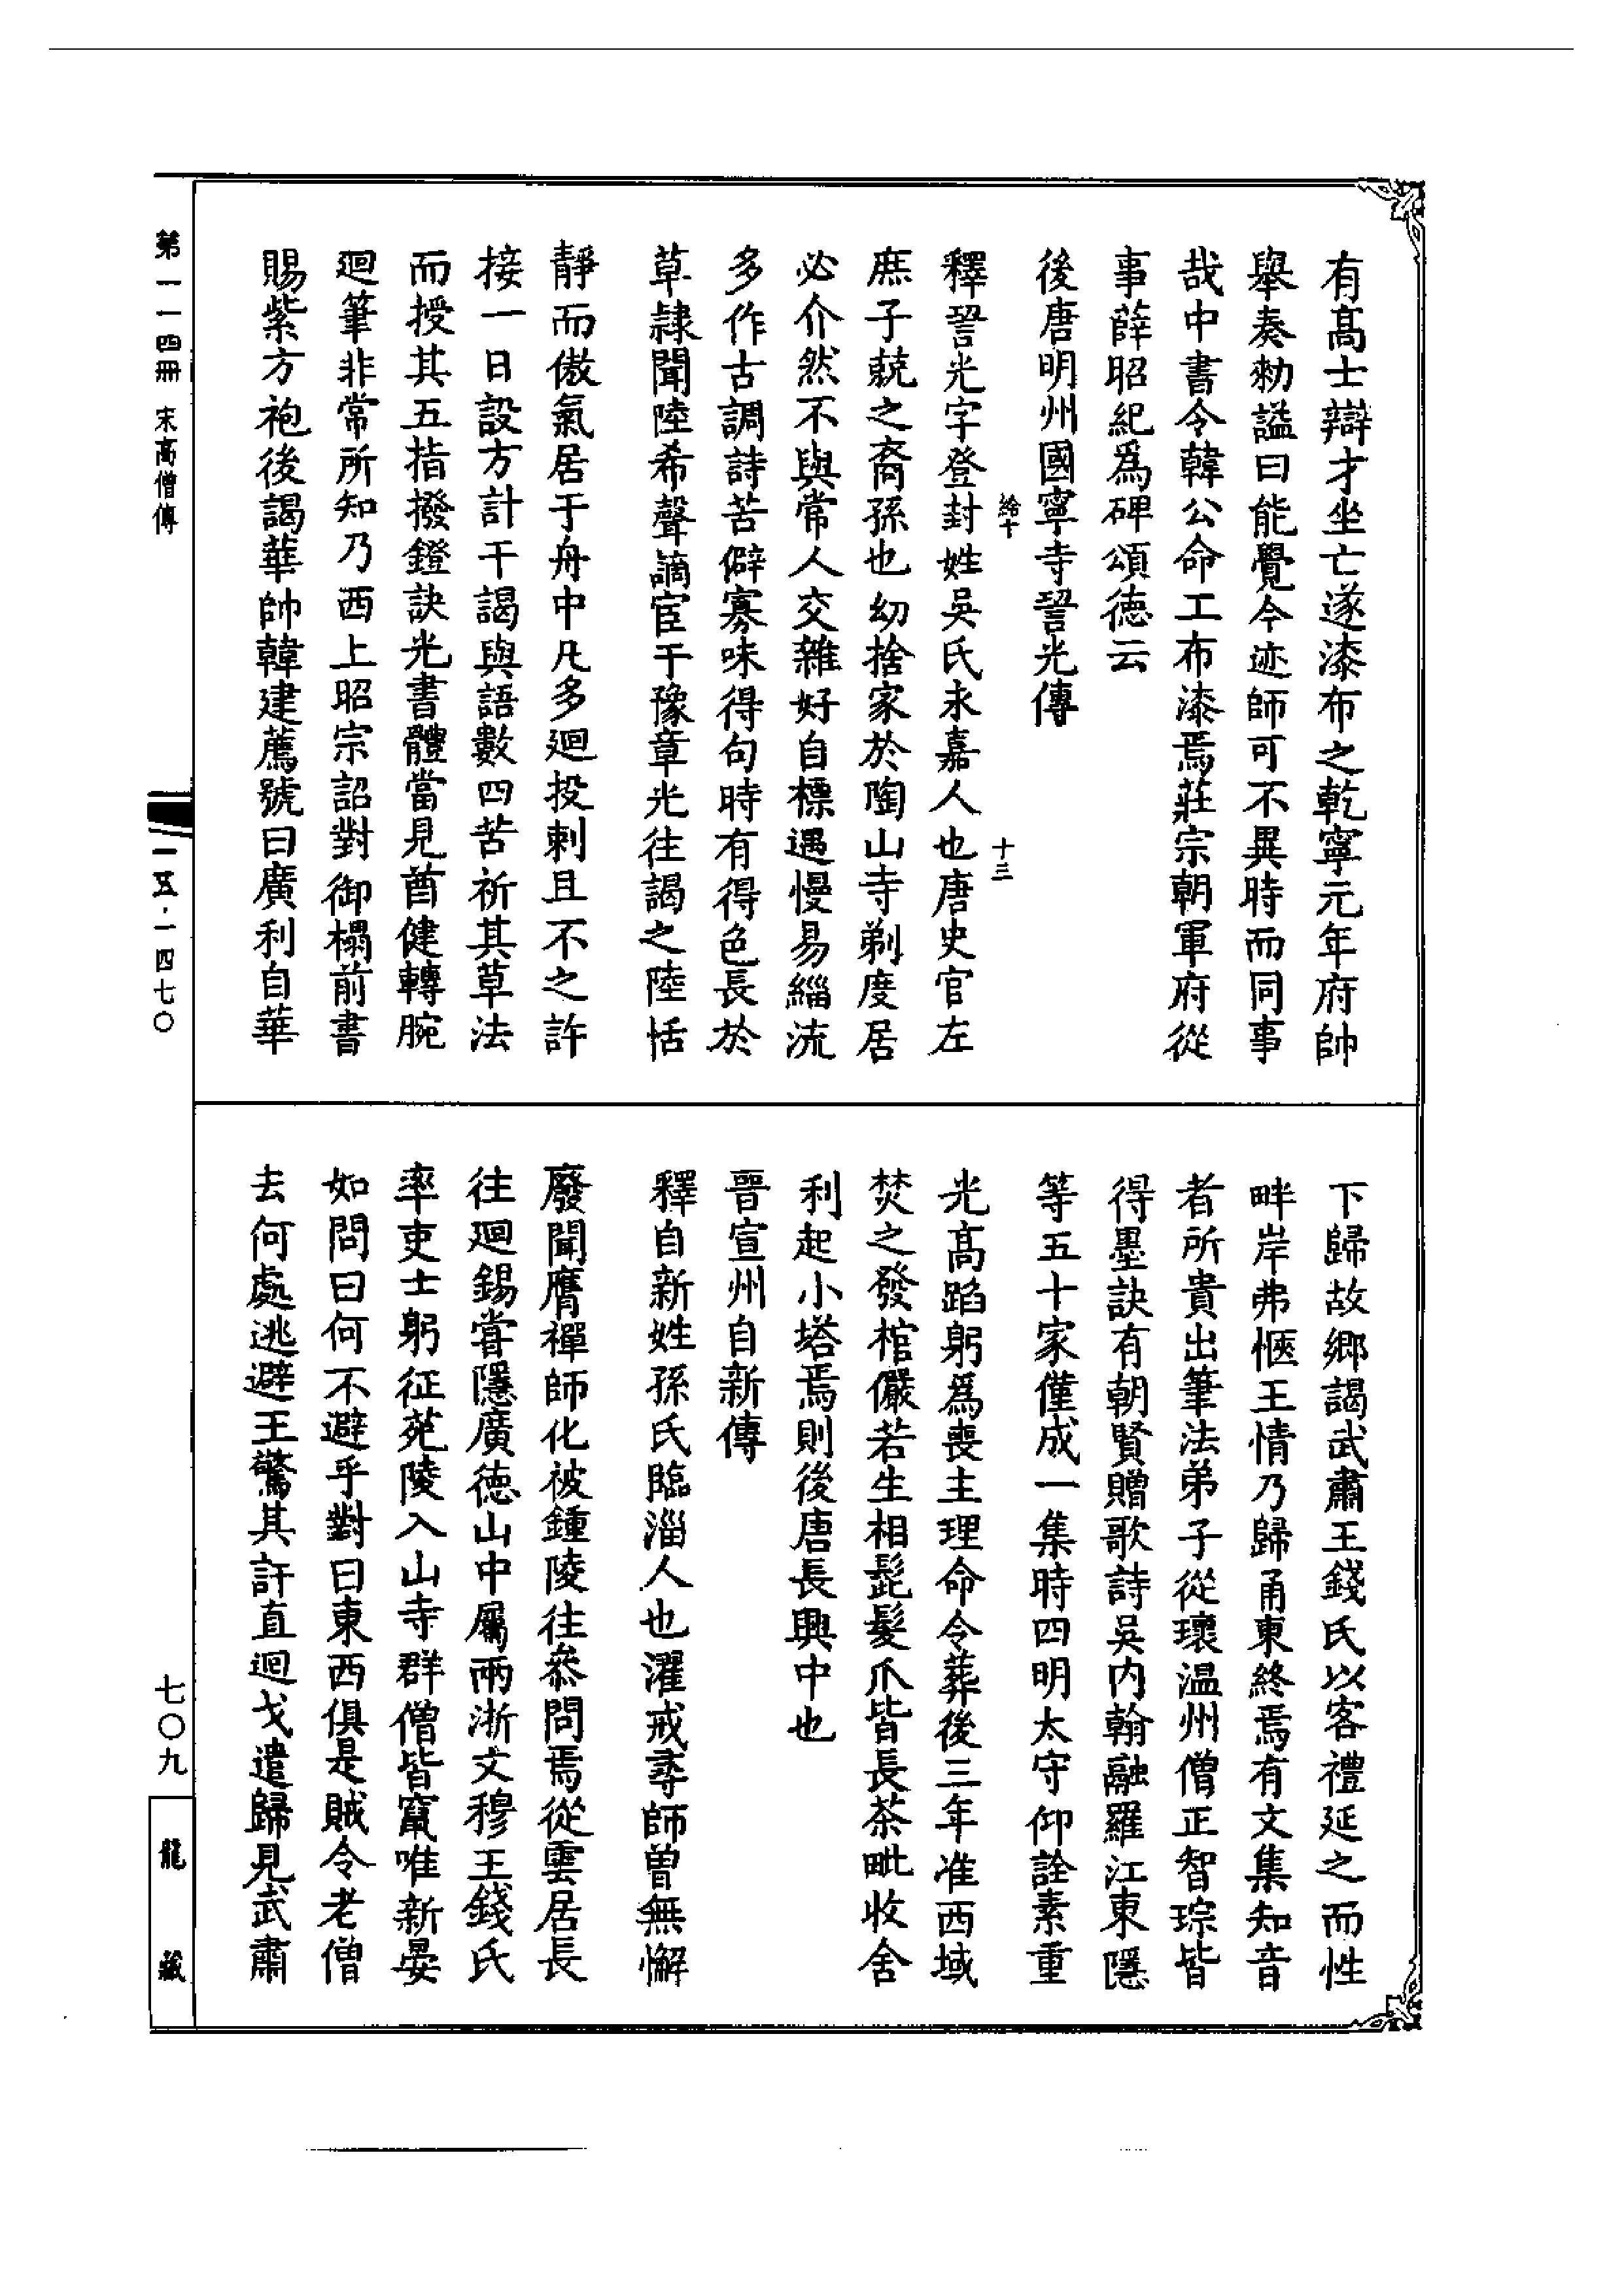 有髙士辯才坐亡遂漆布之乾寧元年府帥
舉奏勑謚曰能覺今迹師可不異時而同事
哉中書令韓公命工布漆焉莊宗朝軍府從
事薛昭紀爲碑頌德云
後唐明州國寧寺䛒光傳
給十
十三
釋䛒光字登封姓吳氏永嘉人也唐史官左
庶子兢之裔孫也幼捨家於陶山寺剃度居
必介然不與常人交雜好自標遇慢易緇流
多作古調詩苦僻寡味得句時有得色長於
草隷聞陸希聲謫宦于豫章光往謁之陸恬
靜而傲氣居于舟中凡多迴投刺且不之許
接一日設方計干謁與語數四苦祈其草法
而授其五指撥鐙訣光書體當見酋健轉腕
迴筆非常所知乃西上昭宗詔對御榻前書
賜紫方袍後謁華帥韓建薦號曰廣利自華
下歸故鄉謁武肅王錢氏以客禮延之而性
畔岸弗愜王情乃歸甬東終焉有文集知音
者所貴出筆法弟子從瓌溫州僧正智琮皆
得墨訣有朝賢贈歌詩吳内翰融羅江東隱
等五十家僅成一集時四明太守仰詮素重
光髙蹈躬爲喪主理命令葬後三年准西域
焚之發棺儼若生相髭髮爪皆長茶毗收舍
利起小塔焉則後唐長興中也
晉宣州自新傳
釋自新姓孫氏臨淄人也濯戒尋師曾無懈
廢聞膺禪師化被鍾陵往叅問焉從雲居長
往迴錫嘗隱廣德山中屬兩浙文穆王錢氏
率吏士躬征菀陵入山寺群僧皆竄唯新晏
如問曰何不避乎對曰東西俱是賊令老僧
去何處逃避王驚其訐直迴戈遣歸見武肅
第一一四冊 宋高僧傳
一五·一四七〇
七〇九
龍藏